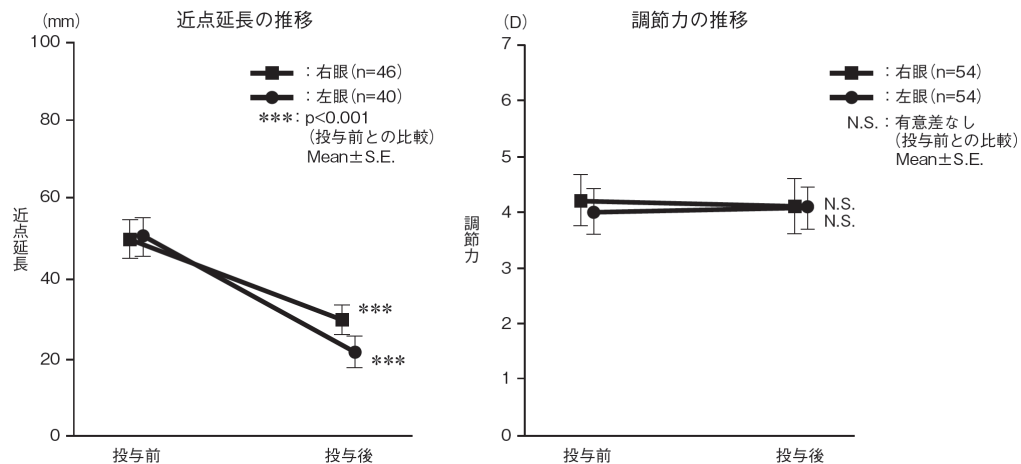 近点延長の推移
(mm)
100
80
60
40
20
0
近点延長
：右眼(n=46)
：左眼(n=40)
***：p<0.001
(投与前との比較)
Mean±S.E.
***
***
投与前
投与後
調節力の推移
(D)
7
6
5
4
3
2
1
0
調節力
：右眼(n=54)
：左眼(n=54)
N.S.：有意差なし
(投与前との比較)
Mean±S.E.
N.S.
N.S.
投与前
投与後